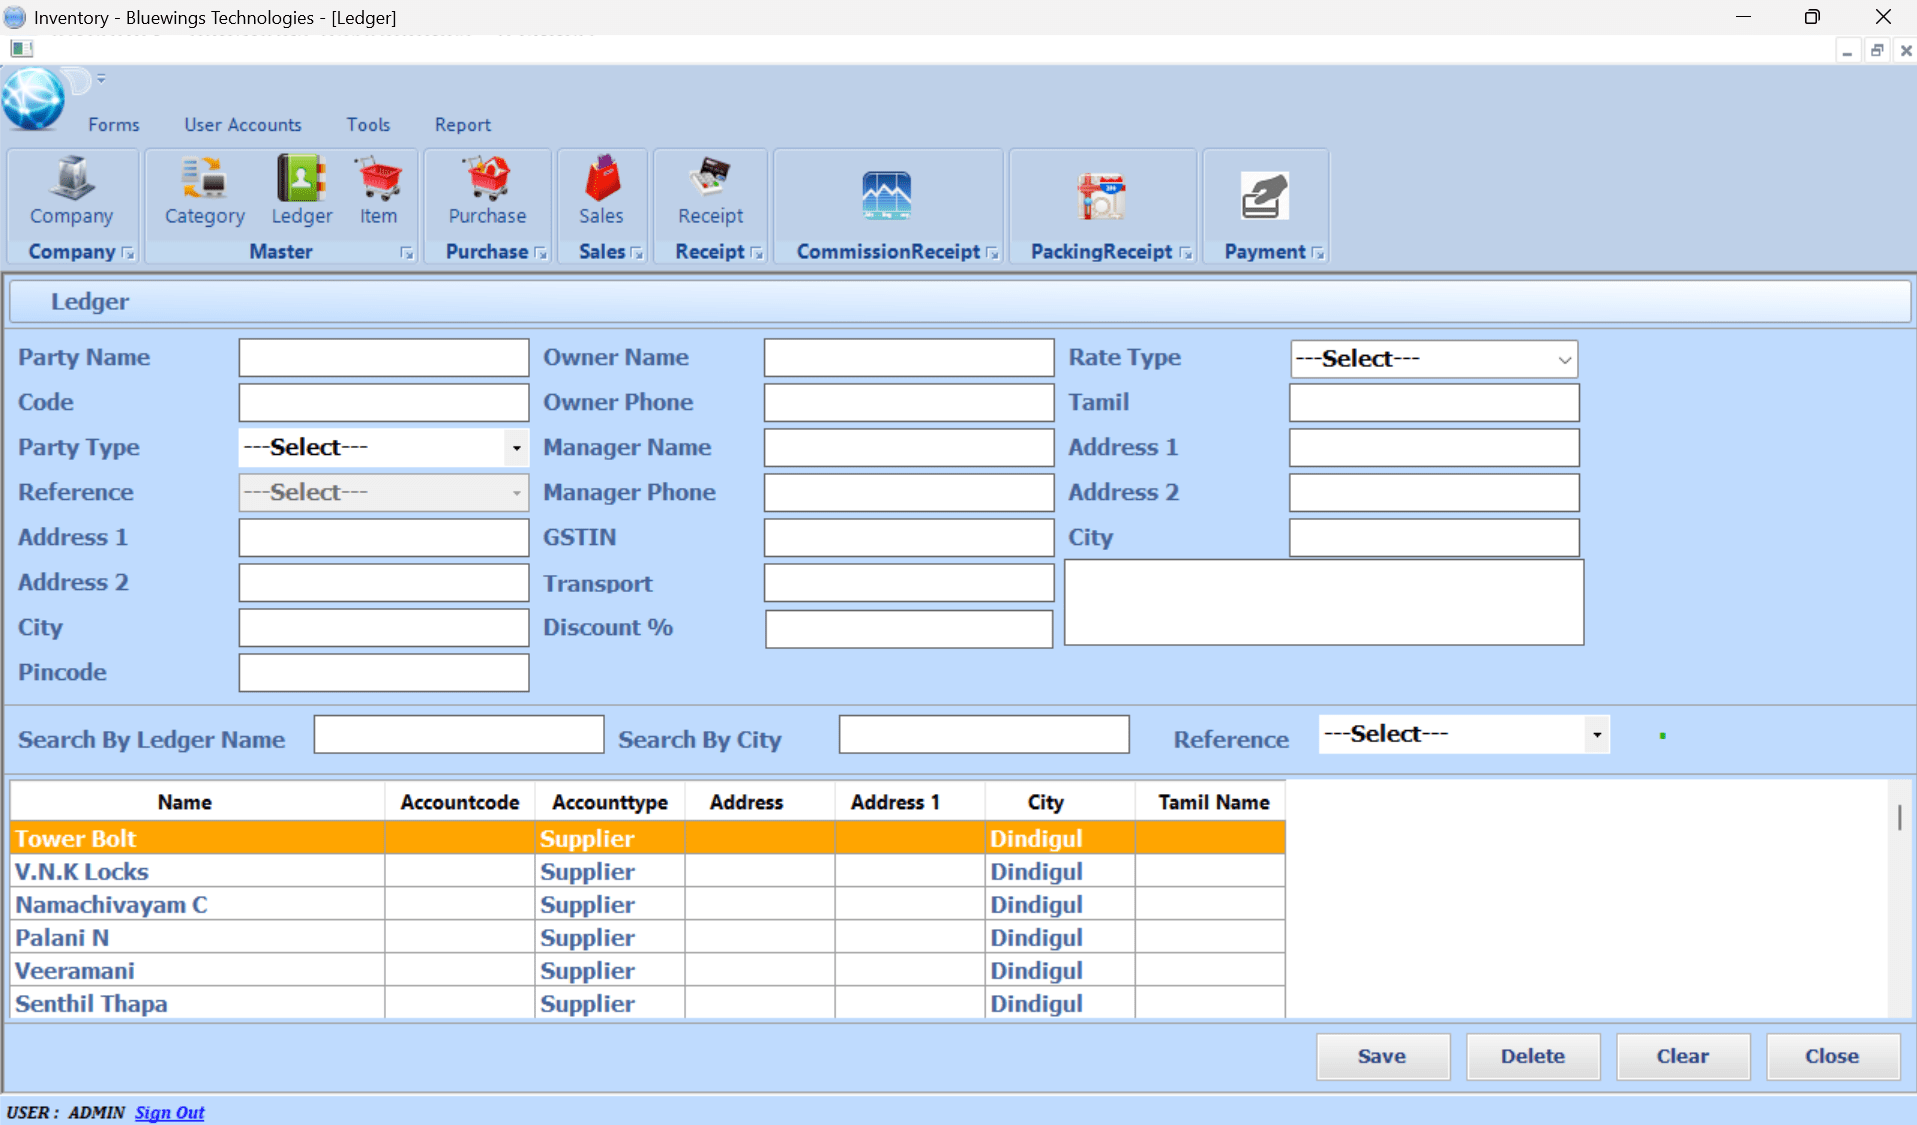 Inventory - Bluewings Technologies - [Ledger]
Forms User Accounts Tools Report
Company Category Ledger Item Purchase Sales Receipt
Company Master Purchase Sales Receipt CommissionReceipt PackingReceipt Payment
Ledger
Party Name Owner Name Rate Type ---Select---
Code Owner Phone Tamil
Party Type ---Select--- Manager Name Address 1
Reference ---Select--- Manager Phone Address 2
Address 1 GSTIN City
Address 2 Transport
City Discount %
Pincode
Search By Ledger Name Search By City Reference ---Select---
Name Accountcode Accounttype Address Address 1 City Tamil Name
Tower Bolt Supplier Dindigul
V.N.K Locks Supplier Dindigul
Namachivayam C Supplier Dindigul
Palani N Supplier Dindigul
Veeramani Supplier Dindigul
Senthil Thapa Supplier Dindigul
Save Delete Clear Close
USER : ADMIN Sign Out